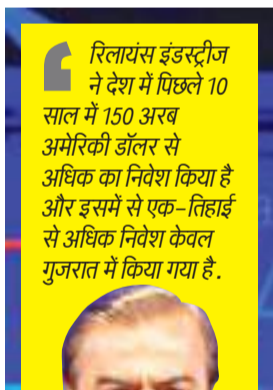 रिलायंस इंडस्ट्रीज
ने देश में पिछले 10
साल में 150 अरब
अमेरिकी डॉलर से
अधिक का निवेश किया है
और इसमें से एक-तिहाई
से अधिक निवेश केवल
गुजरात में किया गया है.